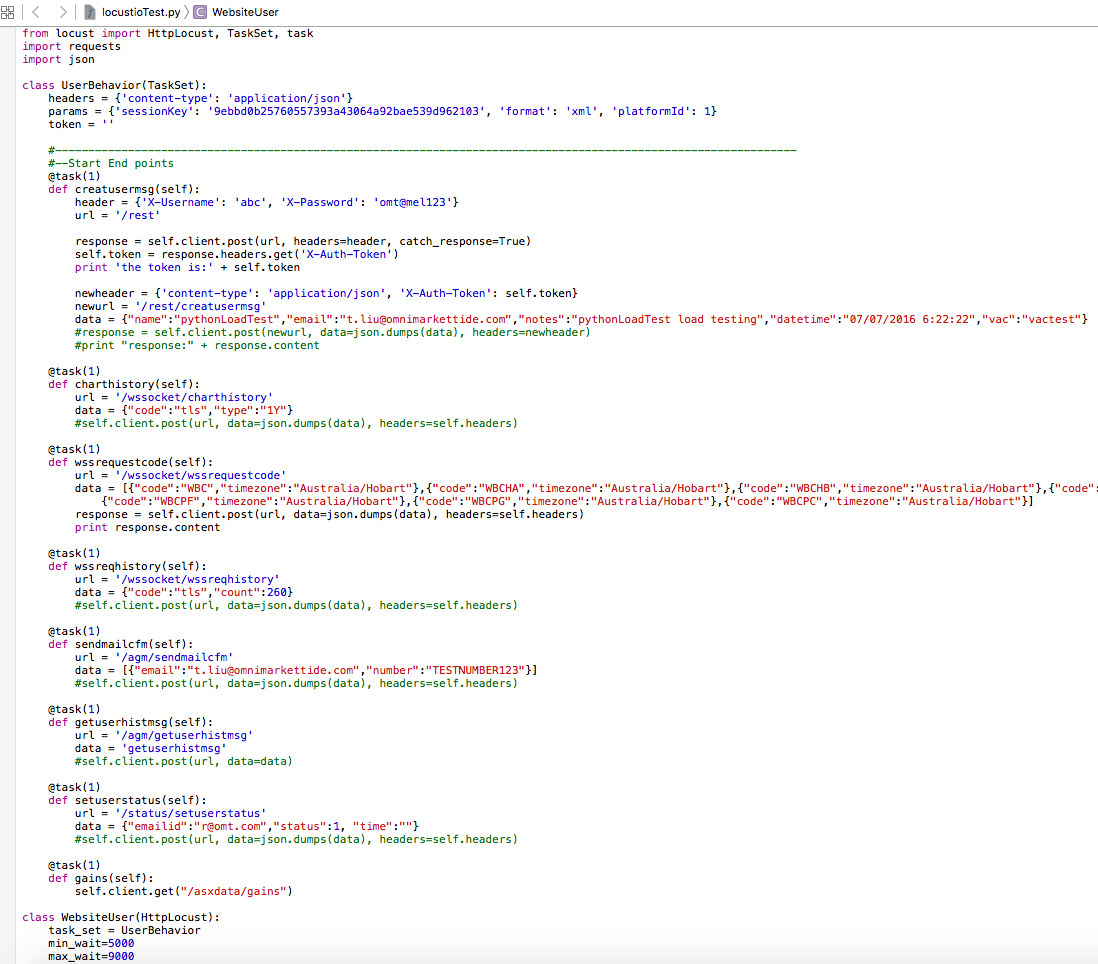 locustioTest.py WebsiteUser
from locust import HttpLocust, TaskSet, task
import requests
import json
class UserBehavior(TaskSet):
    headers = {'content-type': 'application/json'}
    params = {'sessionKey': '9ebbd0b25760557393a43064a92bae539d962103', 'format': 'xml', 'platformId': 1}
    token = ''
    #----------------------------------------------------------------------------------------------------------------
    #--Start End points
    @task(1)
    def creatusermsg(self):
        header = {'X-Username': 'abc', 'X-Password': 'omt@mel123'}
        url = '/rest'
        response = self.client.post(url, headers=header, catch_response=True)
        self.token = response.headers.get('X-Auth-Token')
        print 'the token is:' + self.token
        newheader = {'content-type': 'application/json', 'X-Auth-Token': self.token}
        newurl = '/rest/creatusermsg'
        data = {"name":"pythonLoadTest","email":"t.liu@omnimarkettide.com","notes":"pythonLoadTest load testing","datetime":"07/07/2016 6:22:22","vac":"vactest"}
        #response = self.client.post(newurl, data=json.dumps(data), headers=newheader)
        #print "response:" + response.content
    @task(1)
    def charthistory(self):
        url = '/wssocket/charthistory'
        data = {"code":"tls","type":"1Y"}
        #self.client.post(url, data=json.dumps(data), headers=self.headers)
    @task(1)
    def wssrequestcode(self):
        url = '/wssocket/wssrequestcode'
        data = [{"code":"WBC","timezone":"Australia/Hobart"},{"code":"WBCHA","timezone":"Australia/Hobart"},{"code":"WBCHB","timezone":"Australia/Hobart"},{"code":
            {"code":"WBCPF","timezone":"Australia/Hobart"},{"code":"WBCPG","timezone":"Australia/Hobart"},{"code":"WBCPC","timezone":"Australia/Hobart"}]
        response = self.client.post(url, data=json.dumps(data), headers=self.headers)
        print response.content
    @task(1)
    def wssreqhistory(self):
        url = '/wssocket/wssreqhistory'
        data = {"code":"tls","count":260}
        #self.client.post(url, data=json.dumps(data), headers=self.headers)
    @task(1)
    def sendmailcfm(self):
        url = '/agm/sendmailcfm'
        data = [{"email":"t.liu@omnimarkettide.com","number":"TESTNUMBER123"}]
        #self.client.post(url, data=json.dumps(data), headers=self.headers)
    @task(1)
    def getuserhistmsg(self):
        url = '/agm/getuserhistmsg'
        data = 'getuserhistmsg'
        #self.client.post(url, data=data)
    @task(1)
    def setuserstatus(self):
        url = '/status/setuserstatus'
        data = {"emailid":"r@omt.com","status":1, "time":""}
        #self.client.post(url, data=json.dumps(data), headers=self.headers)
    @task(1)
    def gains(self):
        self.client.get("/asxdata/gains")
class WebsiteUser(HttpLocust):
    task_set = UserBehavior
    min_wait=5000
    max_wait=9000